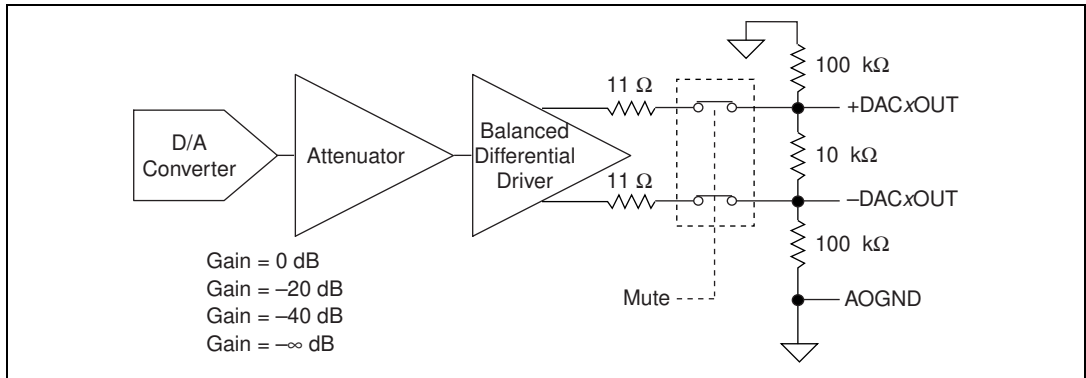 D/A
Converter
Attenuator
Balanced
Differential
Driver
11 Ω
11 Ω
100 kΩ
+DACxOUT
10 kΩ
–DACxOUT
100 kΩ
AOGND
Mute
Gain = 0 dB
Gain = –20 dB
Gain = –40 dB
Gain = –∞ dB